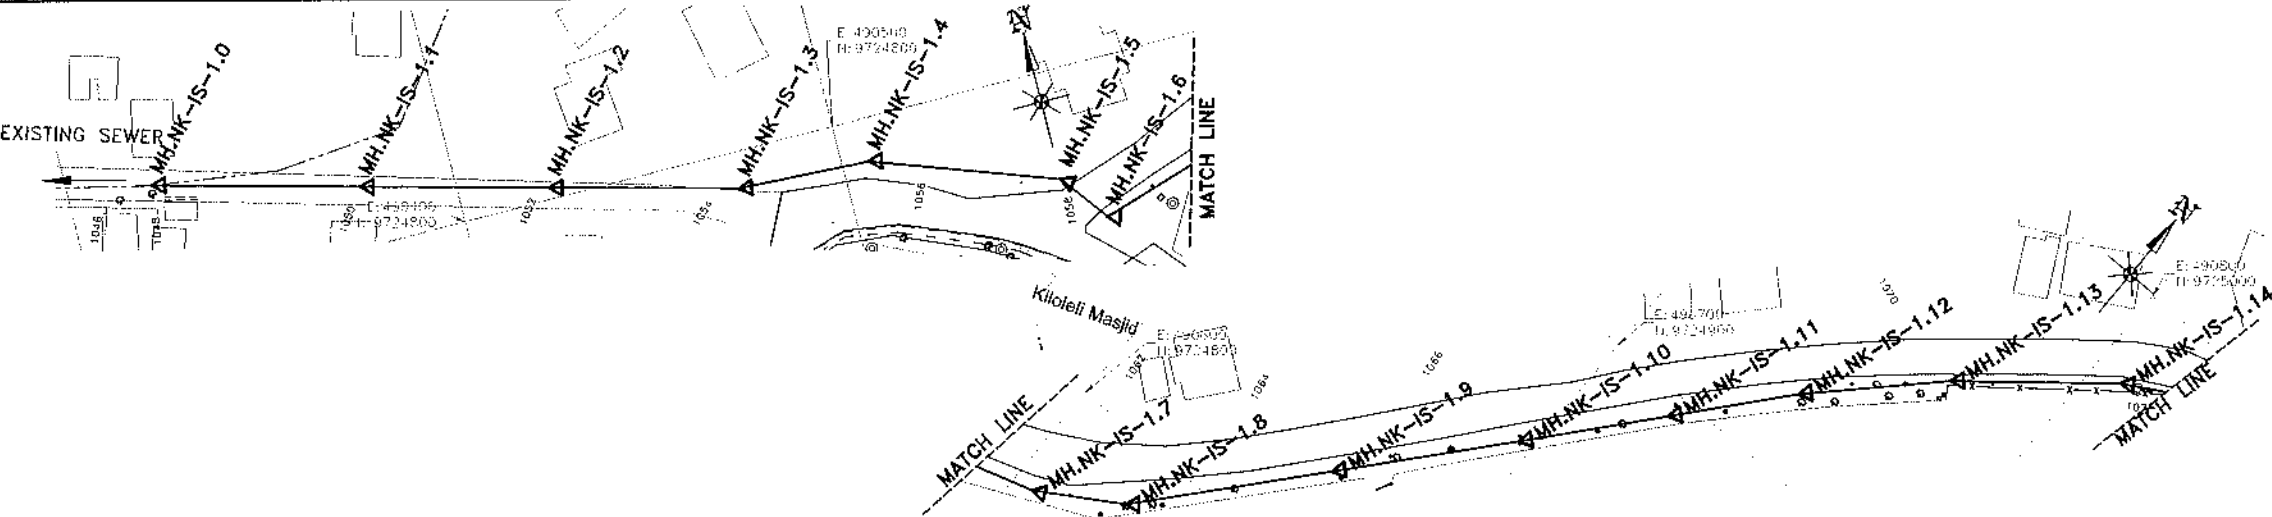 EXISTING SEWER
MH.NK-IS-1.0
MH.NK-IS-1.1
MH.NK-IS-1.2
MH.NK-IS-1.3
E: 490500
N: 9724800
MH.NK-IS-1.4
N
MH.NK-IS-1.5
MH.NK-IS-1.6
MATCH LINE
1046
1048
1050
9724800
1052
1054
1056
1058
Kiloleli Masjid
9724800
1062
1064
1066
1070
E: 490700
N: 9724900
N
E: 490800
MATCH LINE
MH.NK-IS-1.7
MH.NK-IS-1.8
MH.NK-IS-1.9
MH.NK-IS-1.10
MH.NK-IS-1.11
MH.NK-IS-1.12
MH.NK-IS-1.13
MH.NK-IS-1.14
MATCH LINE